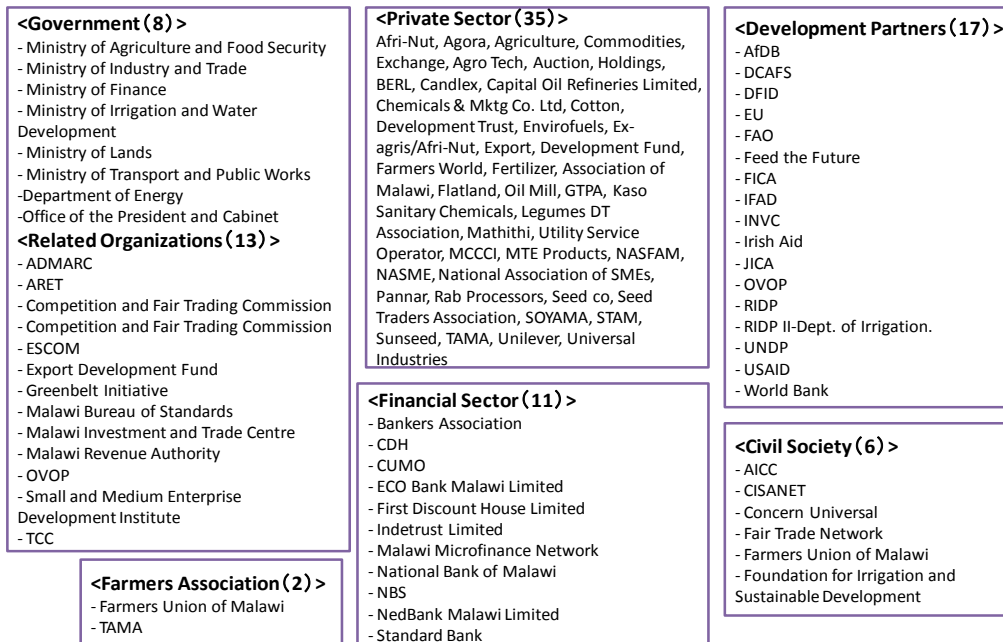 <Government(8)>
- Ministry of Agriculture and Food Security
- Ministry of Industry and Trade
- Ministry of Finance
- Ministry of Irrigation and Water
Development
- Ministry of Lands
- Ministry of Transport and Public Works
-Department of Energy
-Office of the President and Cabinet
<Related Organizations(13)>
- ADMARC
- ARET
- Competition and Fair Trading Commission
- Competition and Fair Trading Commission
- ESCOM
- Export Development Fund
- Greenbelt Initiative
- Malawi Bureau of Standards
- Malawi Investment and Trade Centre
- Malawi Revenue Authority
- OVOP
- Small and Medium Enterprise
Development Institute
- TCC
<Farmers Association(2)>
- Farmers Union of Malawi
- TAMA
<Private Sector(35)>
Afri-Nut, Agora, Agriculture, Commodities,
Exchange, Agro Tech, Auction, Holdings,
BERL, Candlex, Capital Oil Refineries Limited,
Chemicals & Mktg Co. Ltd, Cotton,
Development Trust, Envirofuels, Ex-
agris/Afri-Nut, Export, Development Fund,
Farmers World, Fertilizer, Association of
Malawi, Flatland, Oil Mill, GTPA, Kaso
Sanitary Chemicals, Legumes DT
Association, Mathithi, Utility Service
Operator, MCCCI, MTE Products, NASFAM,
NASME, National Association of SMEs,
Pannar, Rab Processors, Seed co, Seed
Traders Association, SOYAMA, STAM,
Sunseed, TAMA, Unilever, Universal
Industries
<Financial Sector(11)>
- Bankers Association
- CDH
- CUMO
- ECO Bank Malawi Limited
- First Discount House Limited
- Indetrust Limited
- Malawi Microfinance Network
- National Bank of Malawi
- NBS
- NedBank Malawi Limited
- Standard Bank
<Development Partners(17)>
- AfDB
- DCAFS
- DFID
- EU
- FAO
- Feed the Future
- FICA
- IFAD
- INVC
- Irish Aid
- JICA
- OVOP
- RIDP
- RIDP II-Dept. of Irrigation.
- UNDP
- USAID
- World Bank
<Civil Society(6)>
- AICC
- CISANET
- Concern Universal
- Fair Trade Network
- Farmers Union of Malawi
- Foundation for Irrigation and
Sustainable Development